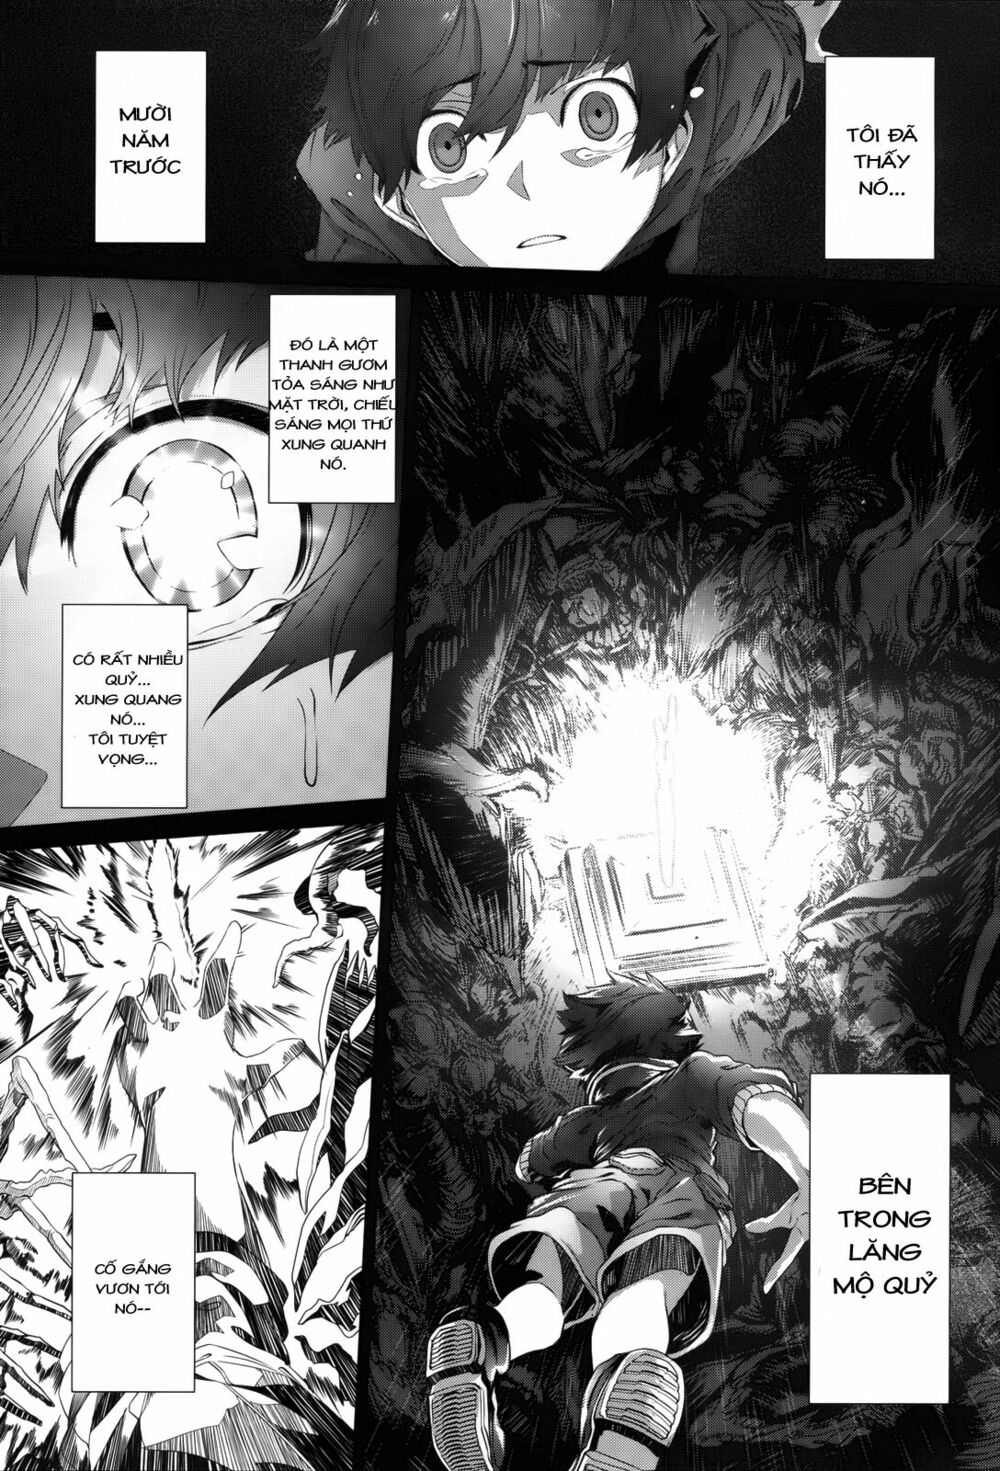 TÔI ĐÃ
THẤY
NÓ...
MƯỜI
NĂM
TRƯỚC
BÊN
TRONG
LĂNG
MỘ QUỶ
ĐÓ LÀ MỘT
THANH GƯƠM
TỎA SÁNG NHƯ
MẶT TRỜI, CHIẾU
SÁNG MỌI THỨ
XUNG QUANH
NÓ.
CÓ RẤT NHIỀU
QUỶ...
XUNG QUANG
NÓ...
TÔI TUYỆT
VỌNG...
CỐ GẮNG
VƯƠN TỚI
NÓ--